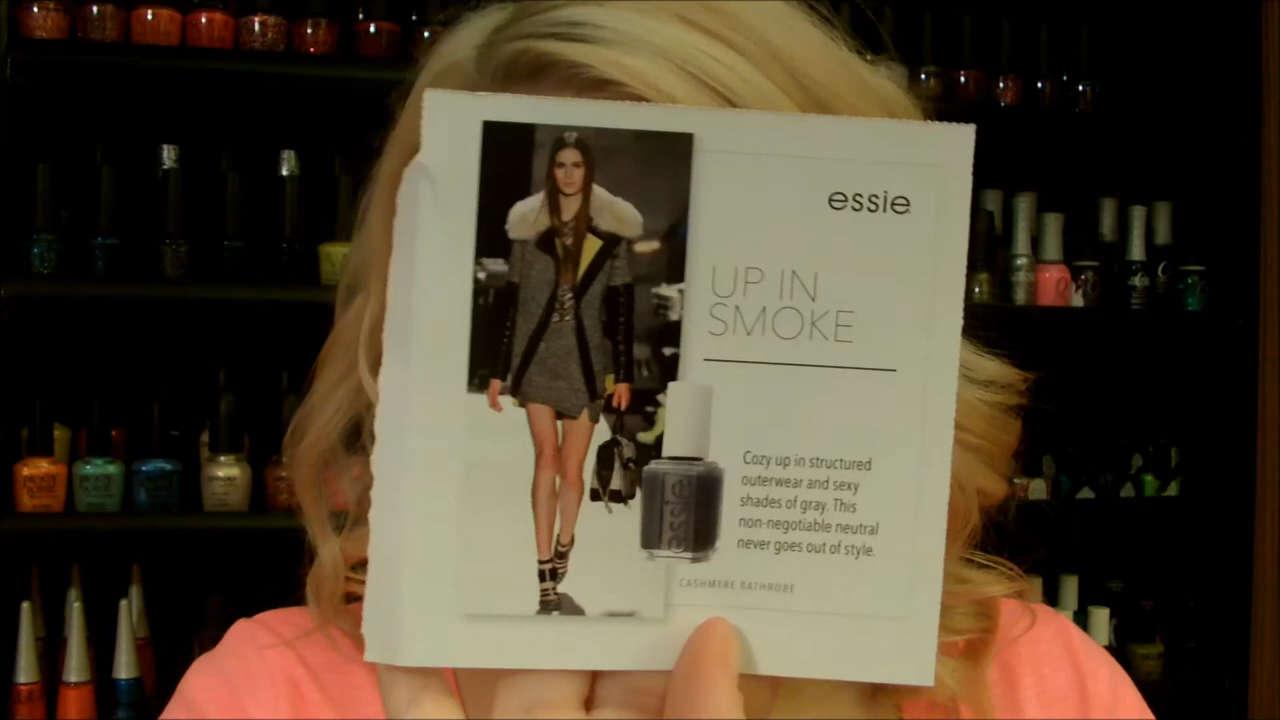 essie
UP IN
SMOKE
Cozy up in structured
outerwear and sexy
shades of gray. This
non-negotiable neutral
never goes out of style.
essie
CASHMERE BATHROBE